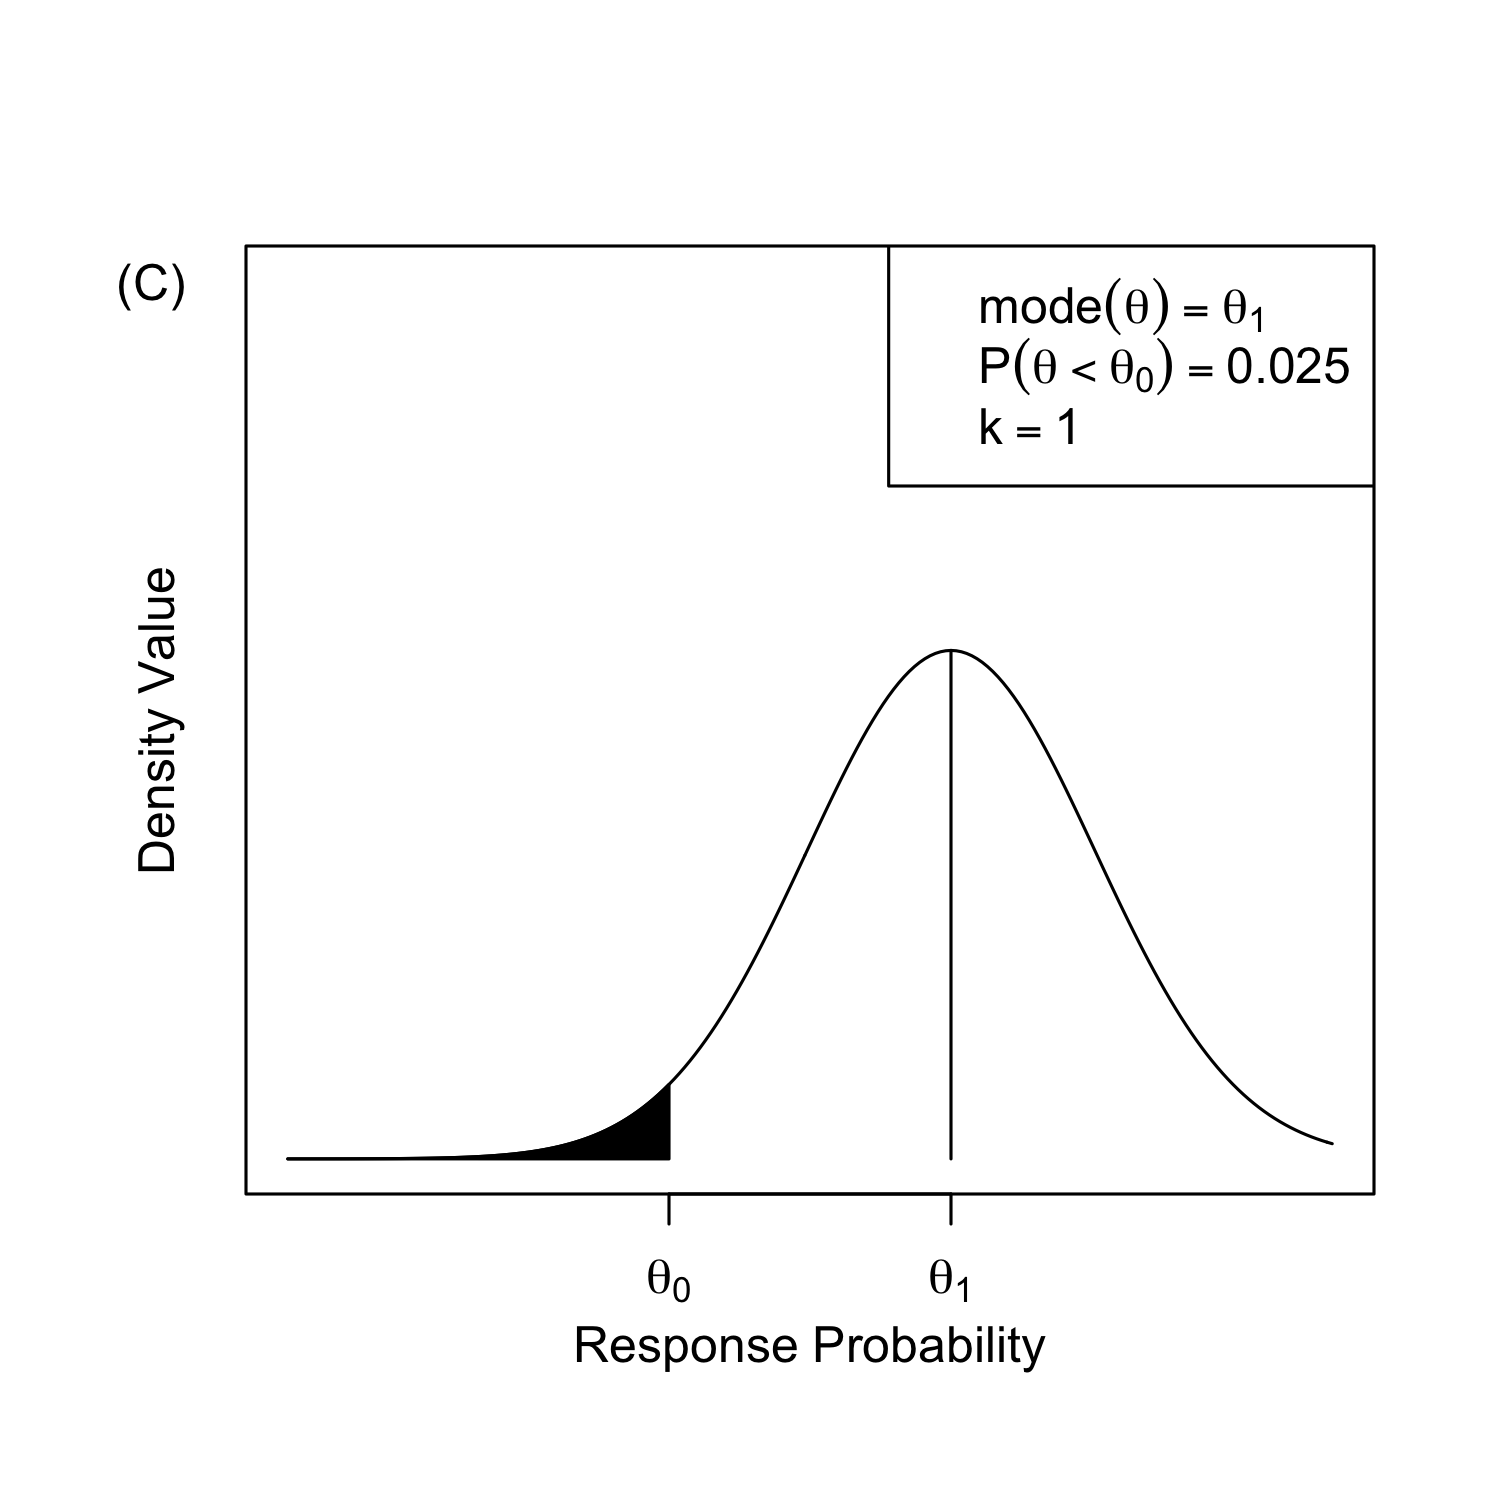 (C)
mode(θ) = θ₁
P(θ < θ₀) = 0.025
k = 1
Density Value
θ₀
θ₁
Response Probability